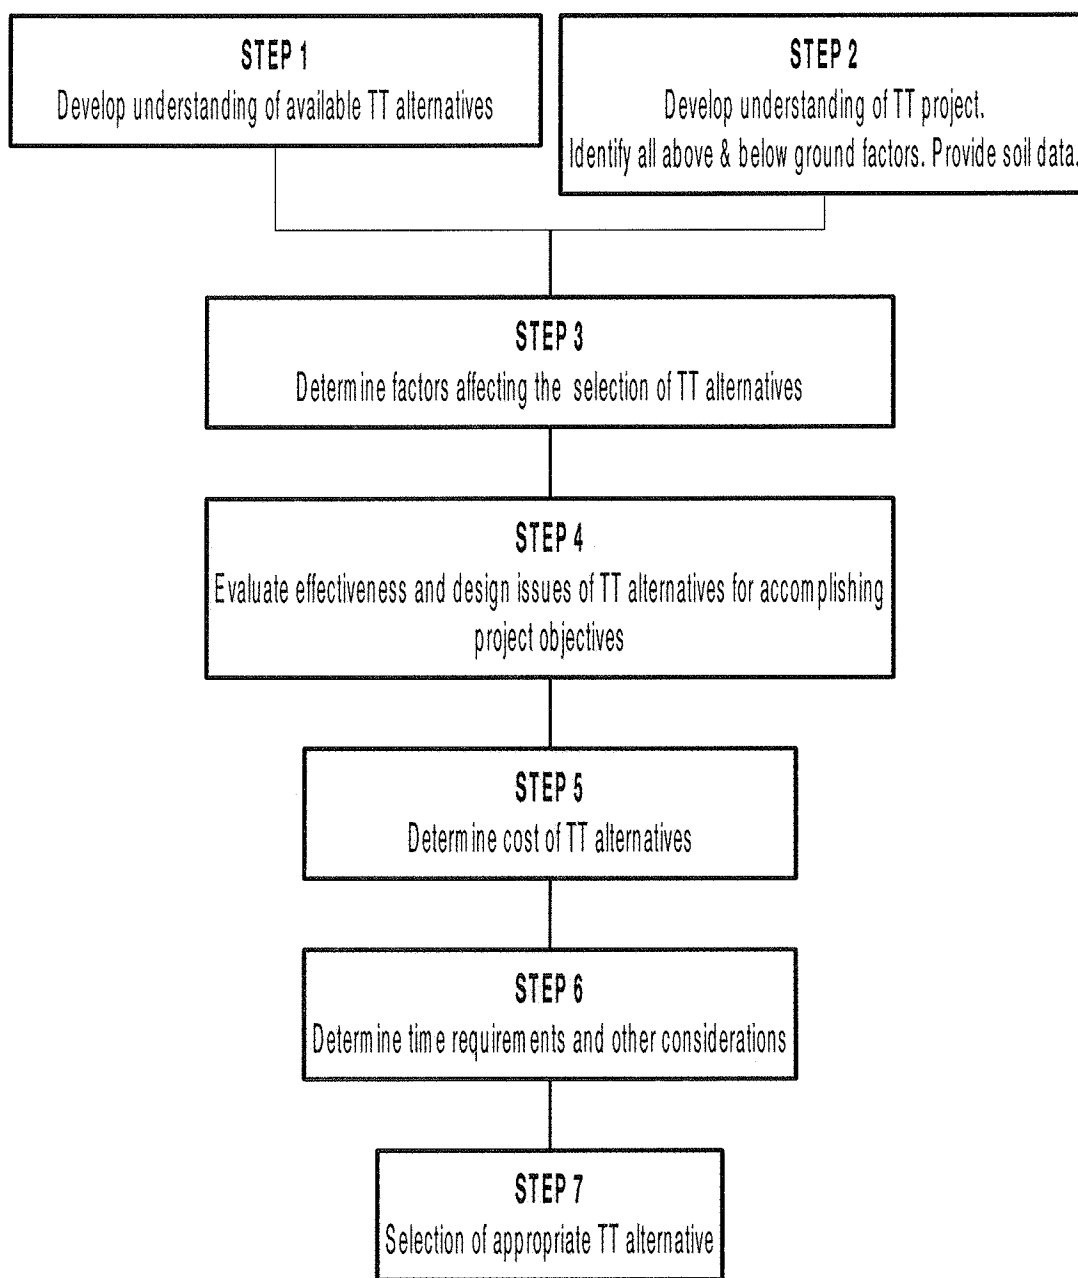 STEP 1
Develop understanding of available TT alternatives
STEP 2
Develop understanding of TT project.
Identify all above & below ground factors. Provide soil data.
STEP 3
Determine factors affecting the selection of TT alternatives
STEP 4
Evaluate effectiveness and design issues of TT alternatives for accomplishing
project objectives
STEP 5
Determine cost of TT alternatives
STEP 6
Determine time requirements and other considerations
STEP 7
Selection of appropriate TT alternative